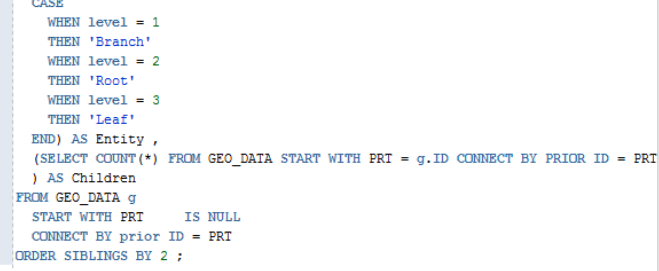 CASE
WHEN level = 1
THEN 'Branch'
WHEN level = 2
THEN 'Root'
WHEN level = 3
THEN 'Leaf'
END) AS Entity ,
(SELECT COUNT(*) FROM GEO_DATA START WITH PRT = g.ID CONNECT BY PRIOR ID = PRT
) AS Children
FROM GEO_DATA g
START WITH PRT IS NULL
CONNECT BY prior ID = PRT
ORDER SIBLINGS BY 2 ;